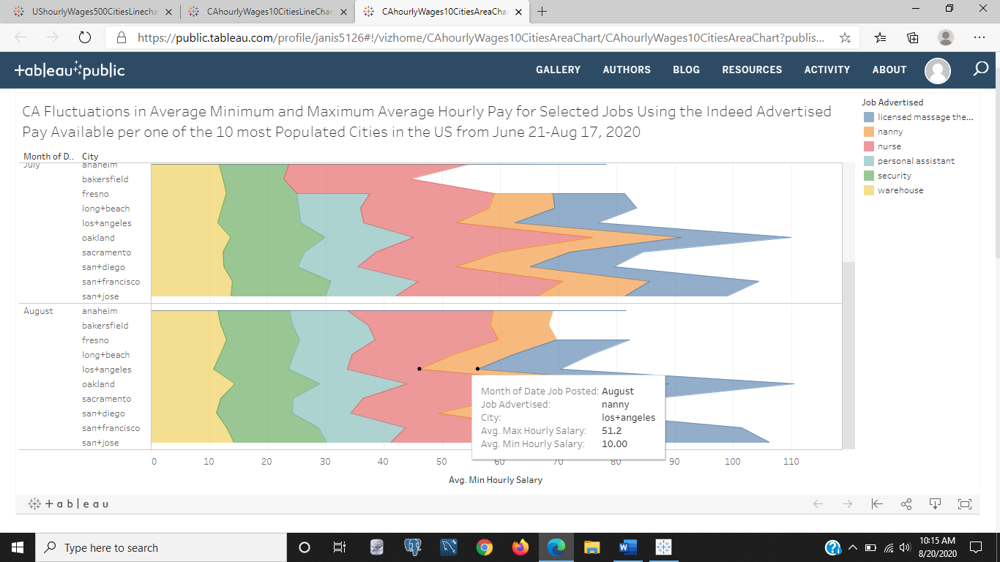 UShourlyWages500CitiesLinecha
CAhourlyWages10CitiesLineChar
CAhourlyWages10CitiesAreaChar
https://public.tableau.com/profile/janis5126#!/vizhome/CAhourlyWages10CitiesAreaChart/CAhourlyWages10CitiesAreaChart?publis...
+ableau public
GALLERY AUTHORS BLOG RESOURCES ACTIVITY ABOUT
CA Fluctuations in Average Minimum and Maximum Average Hourly Pay for Selected Jobs Using the Indeed Advertised
Pay Available per one of the 10 most Populated Cities in the US from June 21-Aug 17, 2020
Job Advertised
licensed massage the...
nanny
nurse
personal assistant
security
warehouse
Month of D.. City
July anaheim
bakersfield
fresno
long+beach
los+angeles
oakland
sacramento
san+diego
san+francisco
san+jose
August anaheim
bakersfield
fresno
long+beach
los+angeles
oakland
sacramento
san+diego
san+francisco
san+jose
Month of Date Job Posted: August
Job Advertised: nanny
City: los+angeles
Avg. Max Hourly Salary: 51.2
Avg. Min Hourly Salary: 10.00
0 10 20 30 40 50 60 70 80 90 100 110
Avg. Min Hourly Salary
+ a b l e a u
Type here to search
10:15 AM
8/20/2020